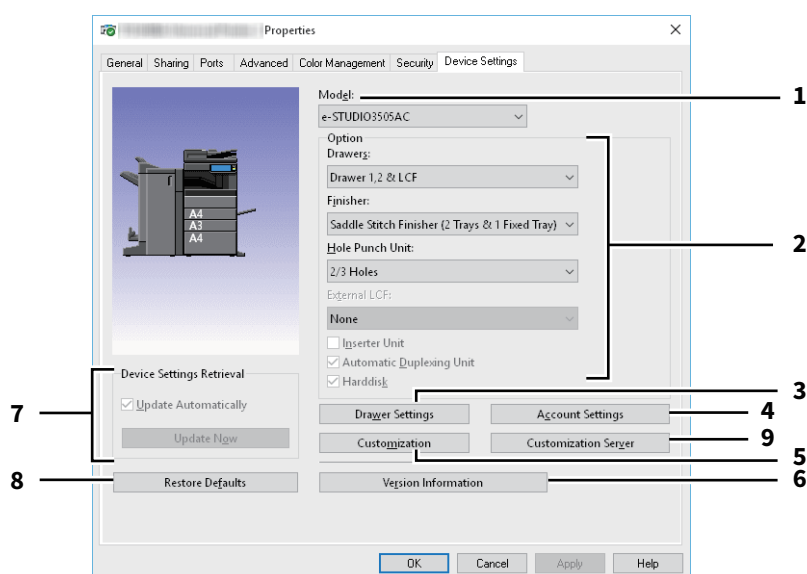 Properties
General Sharing Ports Advanced Color Management Security Device Settings
Model:
1
e-STUDIO3505AC
Option
Drawers:
Drawer 1,2 & LCF
Finisher:
Saddle Stitch Finisher (2 Trays & 1 Fixed Tray)
2
Hole Punch Unit:
2/3 Holes
External LCF:
None
Inserter Unit
Automatic Duplexing Unit
Harddisk
A4
A3
A4
Device Settings Retrieval
7
Update Automatically
Update Now
3
Drawer Settings
Account Settings
4
Customization
Customization Server
9
5
8
Restore Defaults
Version Information
6
OK
Cancel
Apply
Help